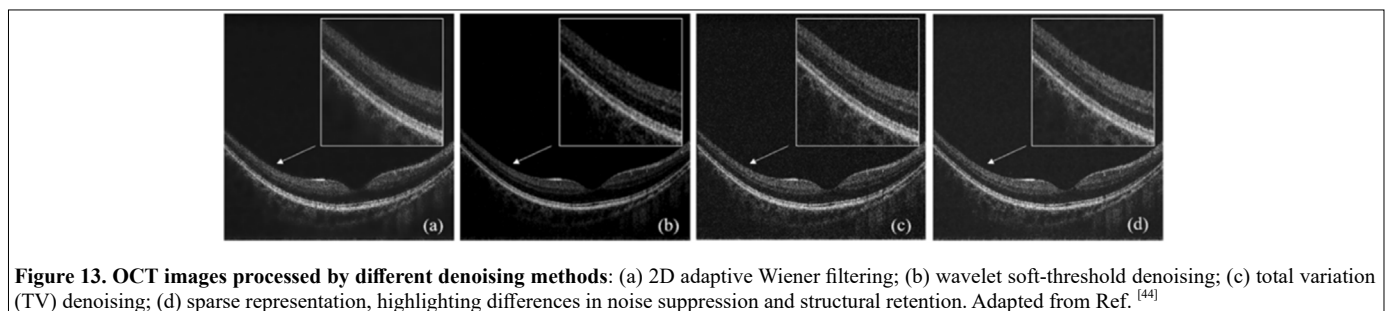 (a) (b) (c) (d)
Figure 13. OCT images processed by different denoising methods: (a) 2D adaptive Wiener filtering; (b) wavelet soft-threshold denoising; (c) total variation
(TV) denoising; (d) sparse representation, highlighting differences in noise suppression and structural retention. Adapted from Ref. [44]